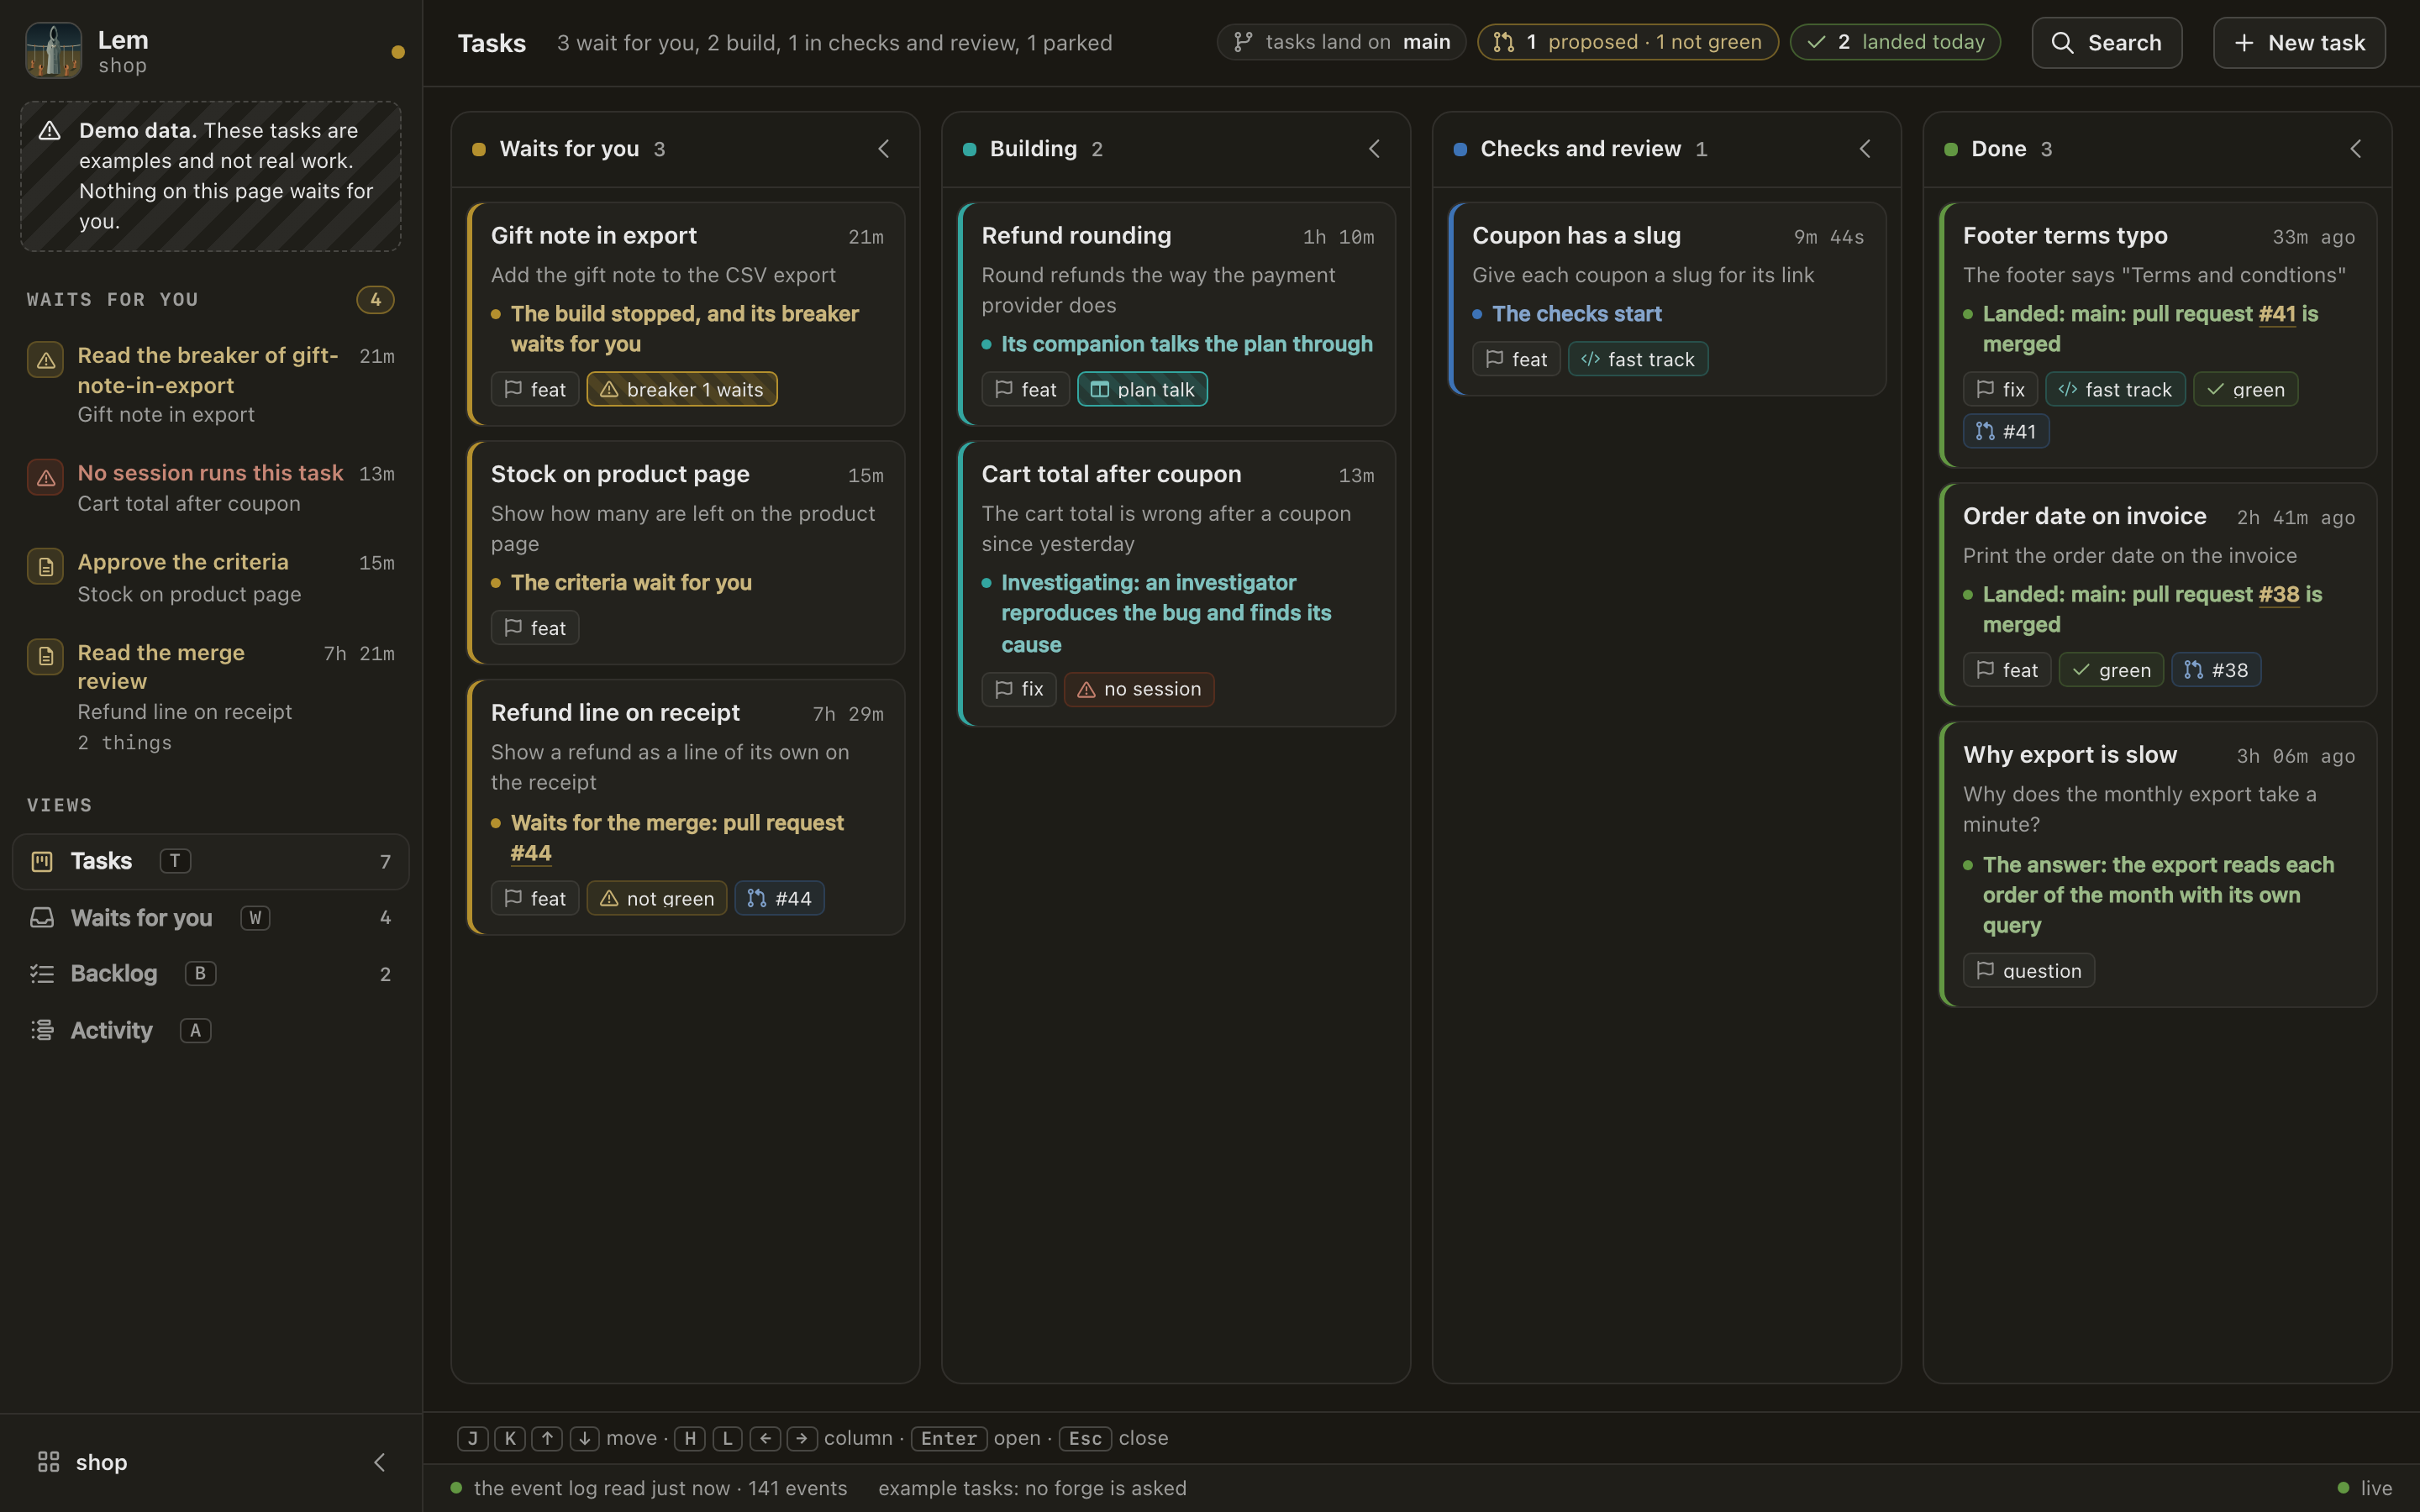 Lem
shop
Demo data. These tasks are
examples and not real work.
Nothing on this page waits for
you.
WAITS FOR YOU 4
Read the breaker of gift- 21m
note-in-export
Gift note in export
No session runs this task 13m
Cart total after coupon
Approve the criteria 15m
Stock on product page
Read the merge 7h 21m
review
Refund line on receipt
2 things
VIEWS
Tasks T 7
Waits for you W 4
Backlog B 2
Activity A
shop
Tasks 3 wait for you, 2 build, 1 in checks and review, 1 parked
tasks land on main
1 proposed · 1 not green
2 landed today
Search
New task
Waits for you 3
Gift note in export 21m
Add the gift note to the CSV export
The build stopped, and its breaker
waits for you
feat breaker 1 waits
Stock on product page 15m
Show how many are left on the product
page
The criteria wait for you
feat
Refund line on receipt 7h 29m
Show a refund as a line of its own on
the receipt
Waits for the merge: pull request
#44
feat not green #44
Building 2
Refund rounding 1h 10m
Round refunds the way the payment
provider does
Its companion talks the plan through
feat plan talk
Cart total after coupon 13m
The cart total is wrong after a coupon
since yesterday
Investigating: an investigator
reproduces the bug and finds its
cause
fix no session
Checks and review 1
Coupon has a slug 9m 44s
Give each coupon a slug for its link
The checks start
feat fast track
Done 3
Footer terms typo 33m ago
The footer says "Terms and condtions"
Landed: main: pull request #41 is
merged
fix fast track green
#41
Order date on invoice 2h 41m ago
Print the order date on the invoice
Landed: main: pull request #38 is
merged
feat green #38
Why export is slow 3h 06m ago
Why does the monthly export take a
minute?
The answer: the export reads each
order of the month with its own
query
question
J K ↑ ↓ move · H L ← → column · Enter open · Esc close
the event log read just now · 141 events example tasks: no forge is asked
live